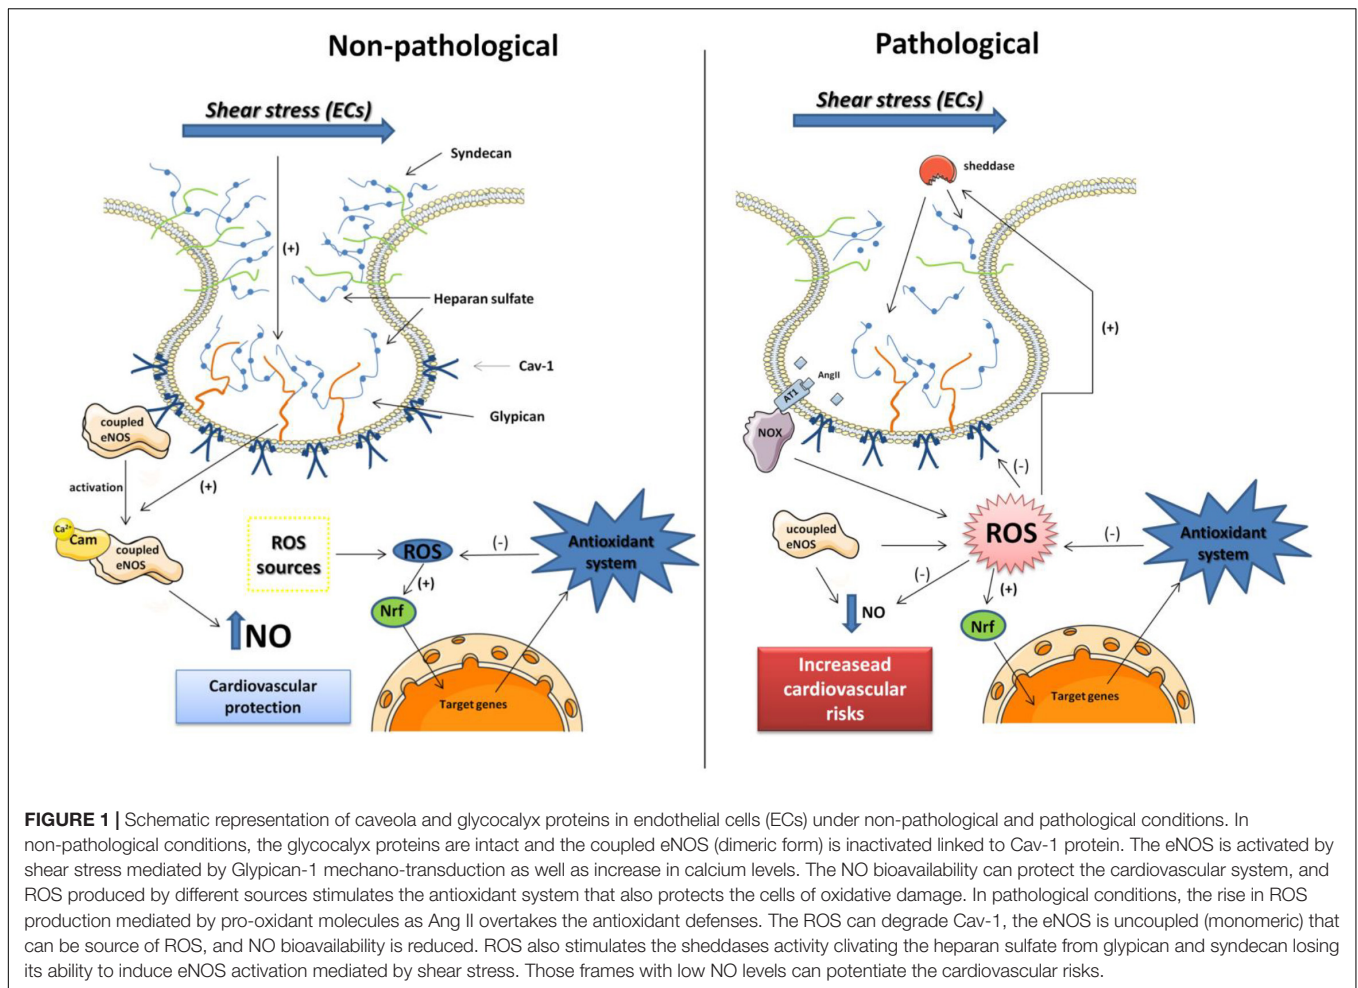 Non-pathological
Shear stress (ECs)
Syndecan
(+)
Heparan sulfate
Cav-1
Glypican
coupled
eNOS
activation
(+)
Ca²⁺
Cam
coupled
eNOS
ROS
sources
ROS
(-)
Antioxidant
system
(+)
Nrf
NO
Cardiovascular
protection
Target genes
Pathological
Shear stress (ECs)
sheddase
(+)
AngII
AT1
NOX
(-)
ucoupled
eNOS
ROS
(-)
Antioxidant
system
(-)
(+)
NO
Nrf
Increasead
cardiovascular
risks
Target genes
FIGURE 1 | Schematic representation of caveola and glycocalyx proteins in endothelial cells (ECs) under non-pathological and pathological conditions. In
non-pathological conditions, the glycocalyx proteins are intact and the coupled eNOS (dimeric form) is inactivated linked to Cav-1 protein. The eNOS is activated by
shear stress mediated by Glypican-1 mechano-transduction as well as increase in calcium levels. The NO bioavailability can protect the cardiovascular system, and
ROS produced by different sources stimulates the antioxidant system that also protects the cells of oxidative damage. In pathological conditions, the rise in ROS
production mediated by pro-oxidant molecules as Ang II overtakes the antioxidant defenses. The ROS can degrade Cav-1, the eNOS is uncoupled (monomeric) that
can be source of ROS, and NO bioavailability is reduced. ROS also stimulates the sheddases activity clivating the heparan sulfate from glypican and syndecan losing
its ability to induce eNOS activation mediated by shear stress. Those frames with low NO levels can potentiate the cardiovascular risks.